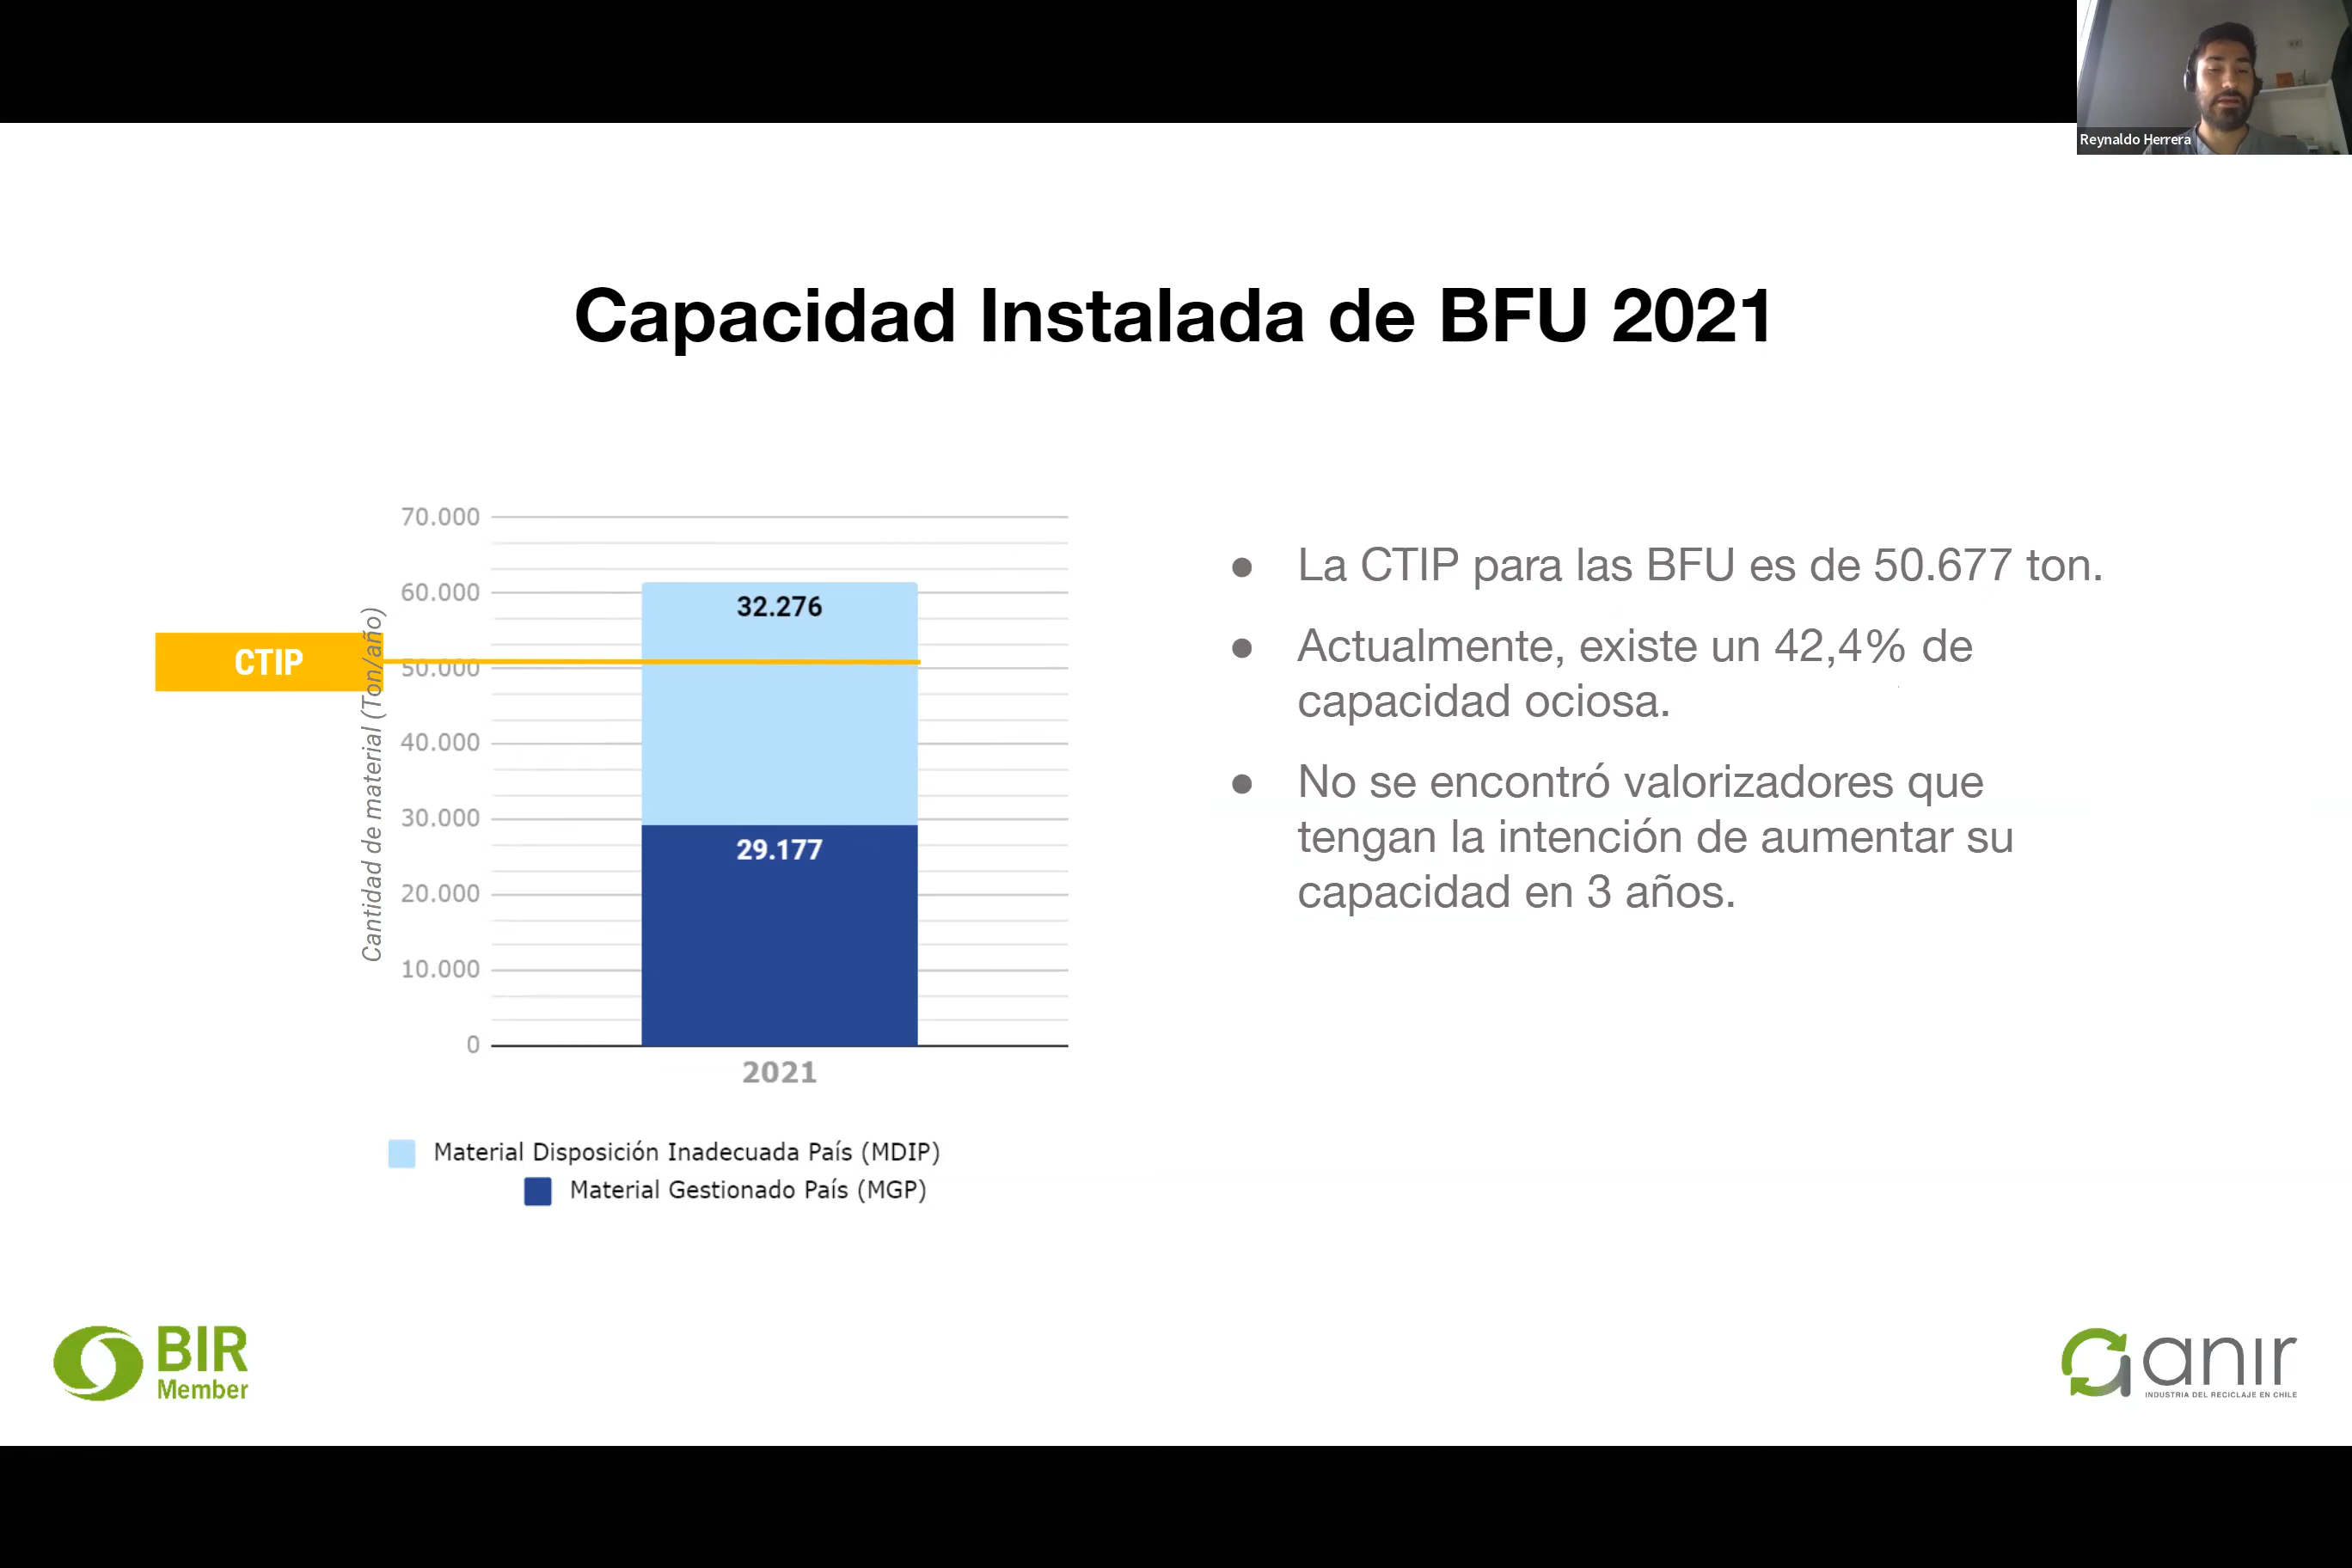 Reynaldo Herrera
Capacidad Instalada de BFU 2021
70.000
60.000
50.000
40.000
30.000
20.000
10.000
0
Cantidad de material (Ton/año)
CTIP
32.276
29.177
2021
Material Disposición Inadecuada País (MDIP)
Material Gestionado País (MGP)
● La CTIP para las BFU es de 50.677 ton.
● Actualmente, existe un 42,4% de
capacidad ociosa.
● No se encontró valorizadores que
tengan la intención de aumentar su
capacidad en 3 años.
BIR
Member
anir
INDUSTRIA DEL RECICLAJE EN CHILE